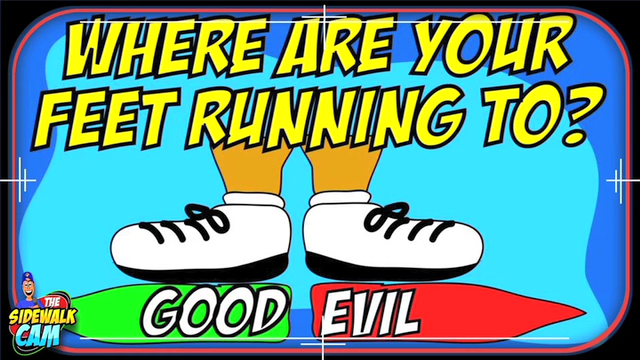 WHERE ARE YOUR
FEET RUNNING TO?
GOOD EVIL
THE
SIDEWALK
CAM